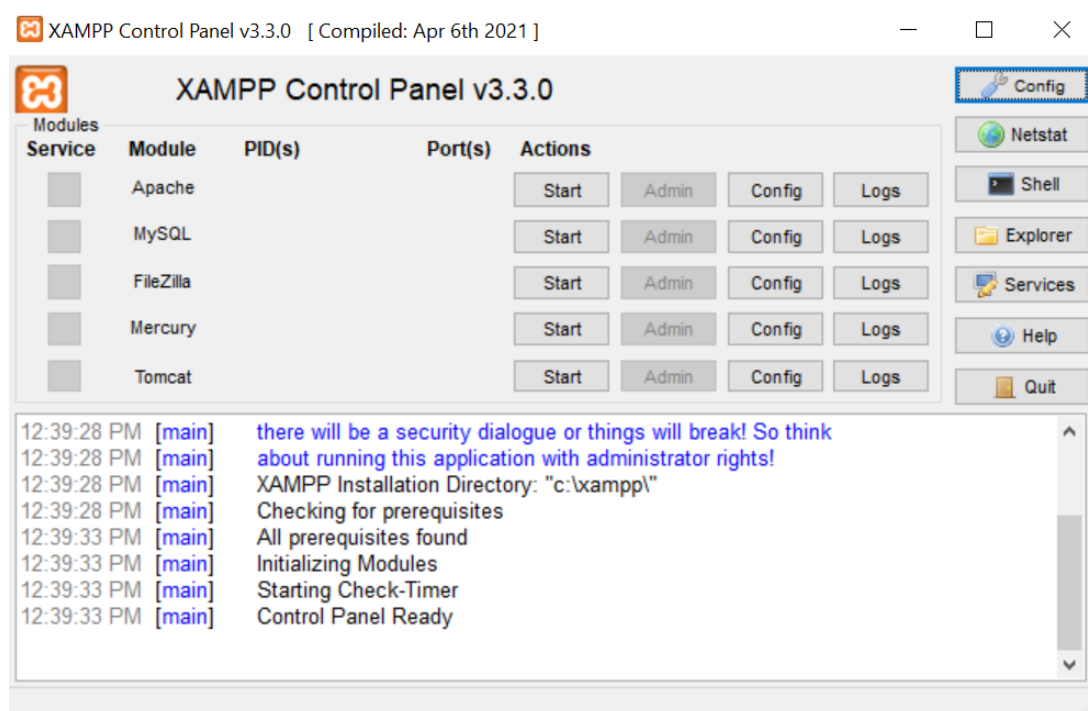 XAMPP Control Panel v3.3.0 [ Compiled: Apr 6th 2021 ]
XAMPP Control Panel v3.3.0
Config
Modules
Netstat
Service Module PID(s) Port(s) Actions
Apache Start Admin Config Logs
Shell
MySQL Start Admin Config Logs
Explorer
FileZilla Start Admin Config Logs
Services
Mercury Start Admin Config Logs
Help
Tomcat Start Admin Config Logs
Quit
12:39:28 PM [main] there will be a security dialogue or things will break! So think
12:39:28 PM [main] about running this application with administrator rights!
12:39:28 PM [main] XAMPP Installation Directory: "c:\xampp\"
12:39:28 PM [main] Checking for prerequisites
12:39:33 PM [main] All prerequisites found
12:39:33 PM [main] Initializing Modules
12:39:33 PM [main] Starting Check-Timer
12:39:33 PM [main] Control Panel Ready